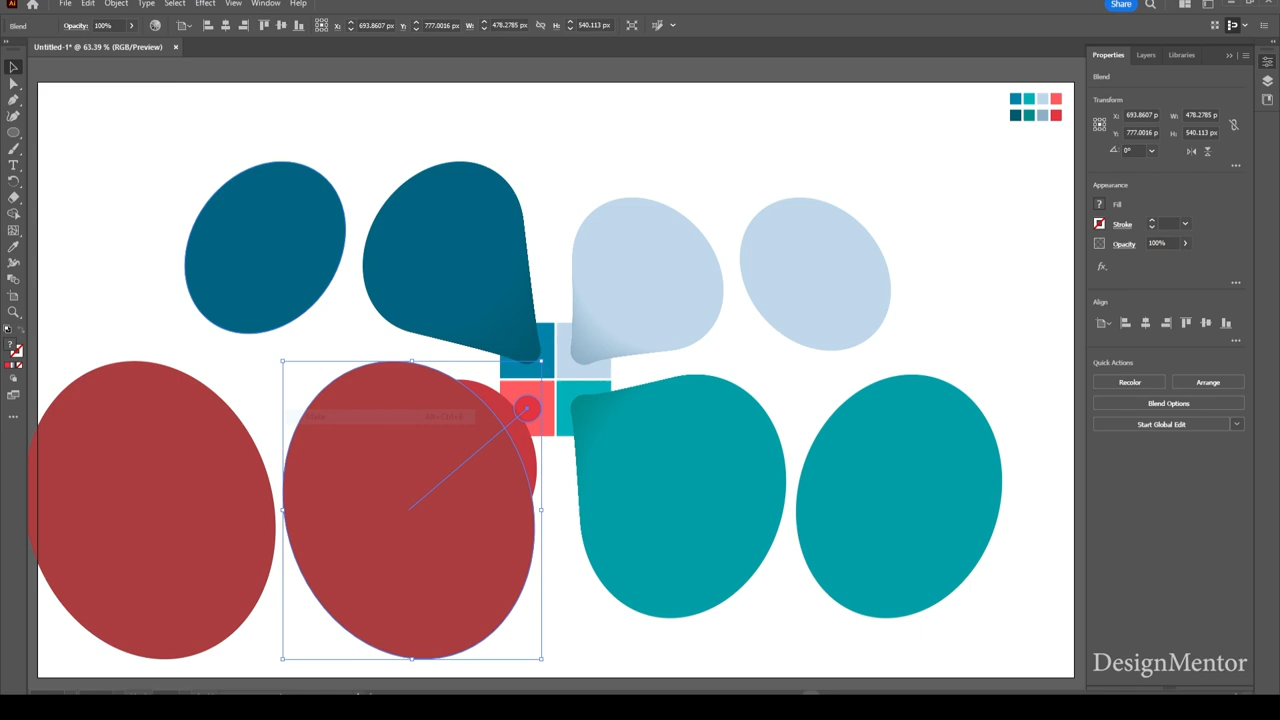 Ai File Edit Object Type Select Effect View Window Help Share
Blend Opacity: 100% X: 693.8607 p Y: 777.0016 p W: 478.2785 p H: 540.113 px
Untitled-1* @ 63.39 % (RGB/Preview) ×
Properties Layers Libraries
Blend
Transform
X: 693.8607 p W: 478.2785 p
Y: 777.0016 p H: 540.113 px
0°
Appearance
? Fill
Stroke
Opacity 100%
fx.
Align
Quick Actions
Recolor Arrange
Blend Options
Start Global Edit
Alt+Ctrl+B
DesignMentor